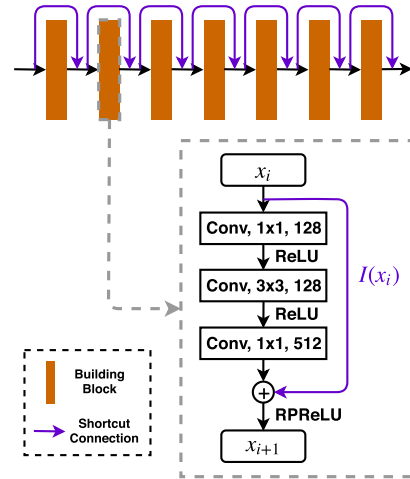 x_i
Conv, 1x1, 128
ReLU
I(x_i)
Conv, 3x3, 128
ReLU
Conv, 1x1, 512
+
RPReLU
x_{i+1}
Building
Block
Shortcut
Connection